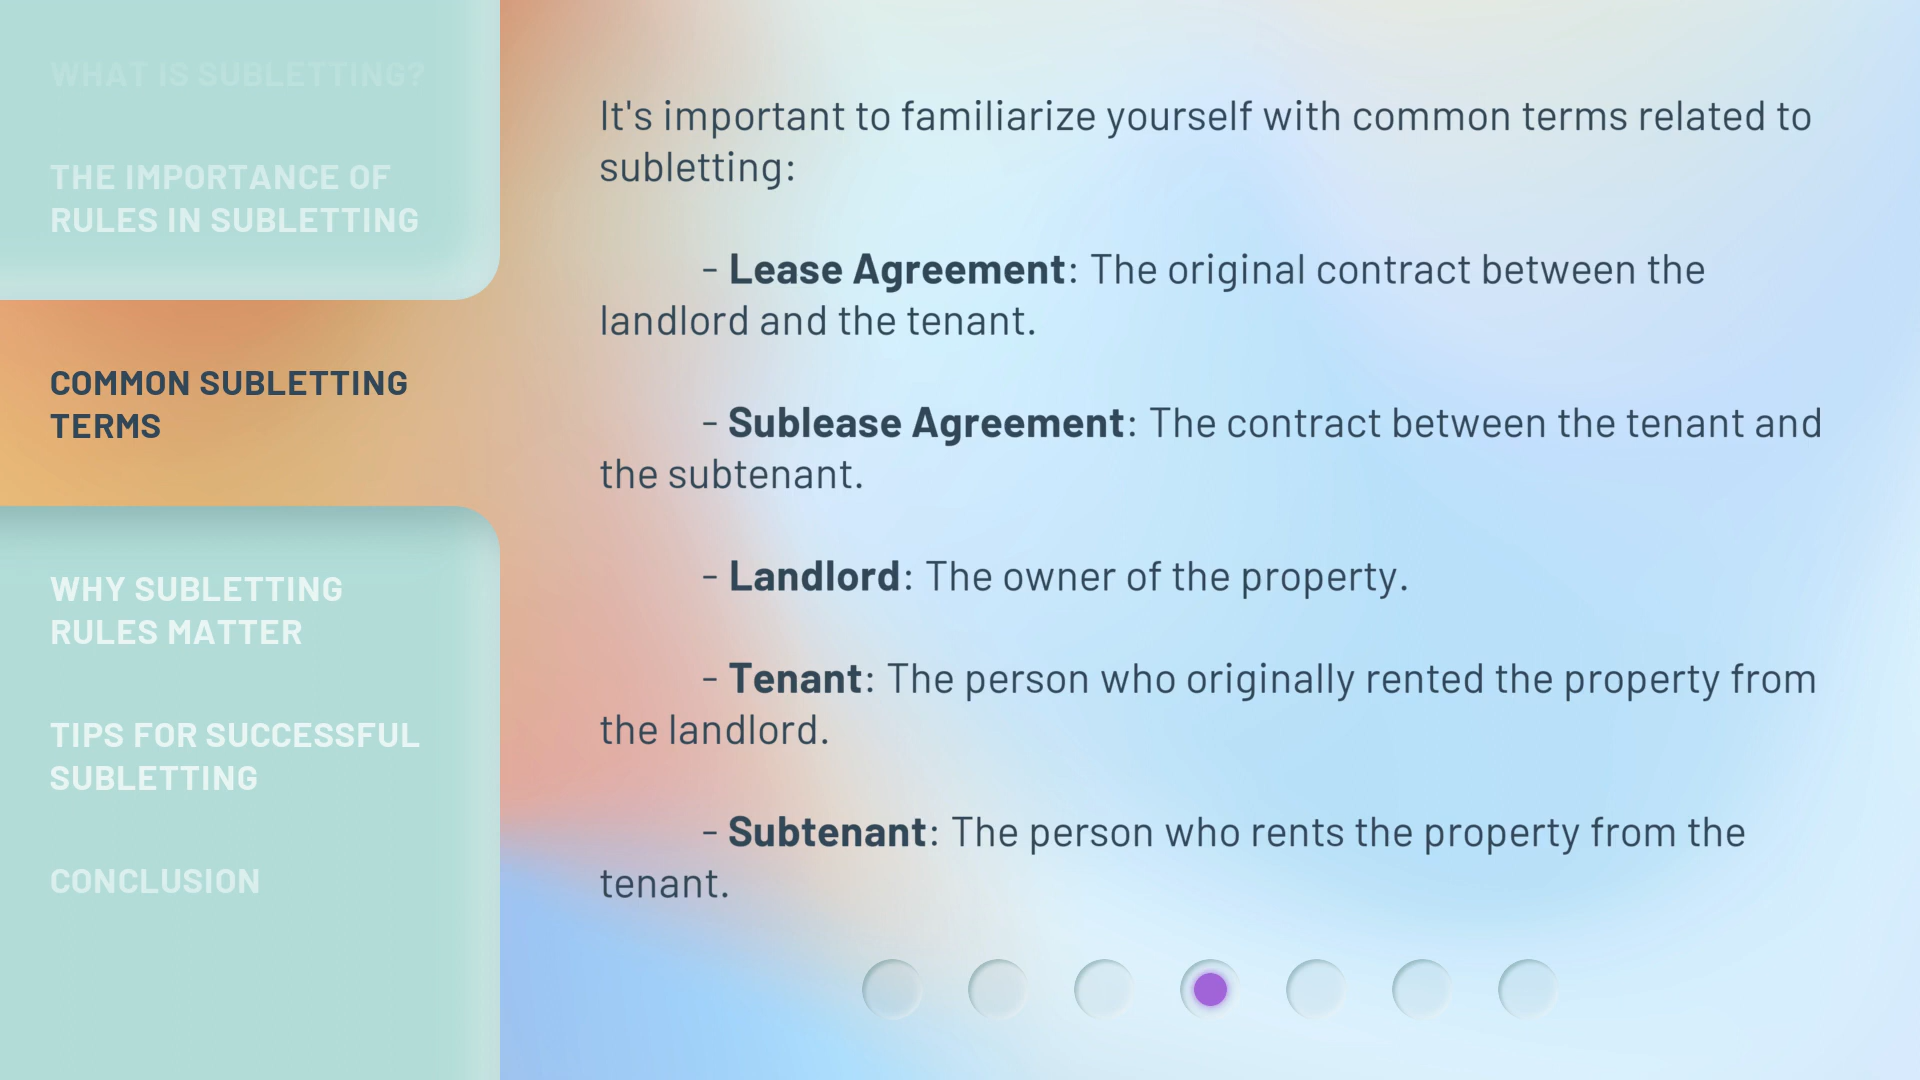 WHAT IS SUBLETTING?
THE IMPORTANCE OF
RULES IN SUBLETTING
COMMON SUBLETTING
TERMS
WHY SUBLETTING
RULES MATTER
TIPS FOR SUCCESSFUL
SUBLETTING
CONCLUSION
It's important to familiarize yourself with common terms related to
subletting:
- Lease Agreement: The original contract between the
landlord and the tenant.
- Sublease Agreement: The contract between the tenant and
the subtenant.
- Landlord: The owner of the property.
- Tenant: The person who originally rented the property from
the landlord.
- Subtenant: The person who rents the property from the
tenant.